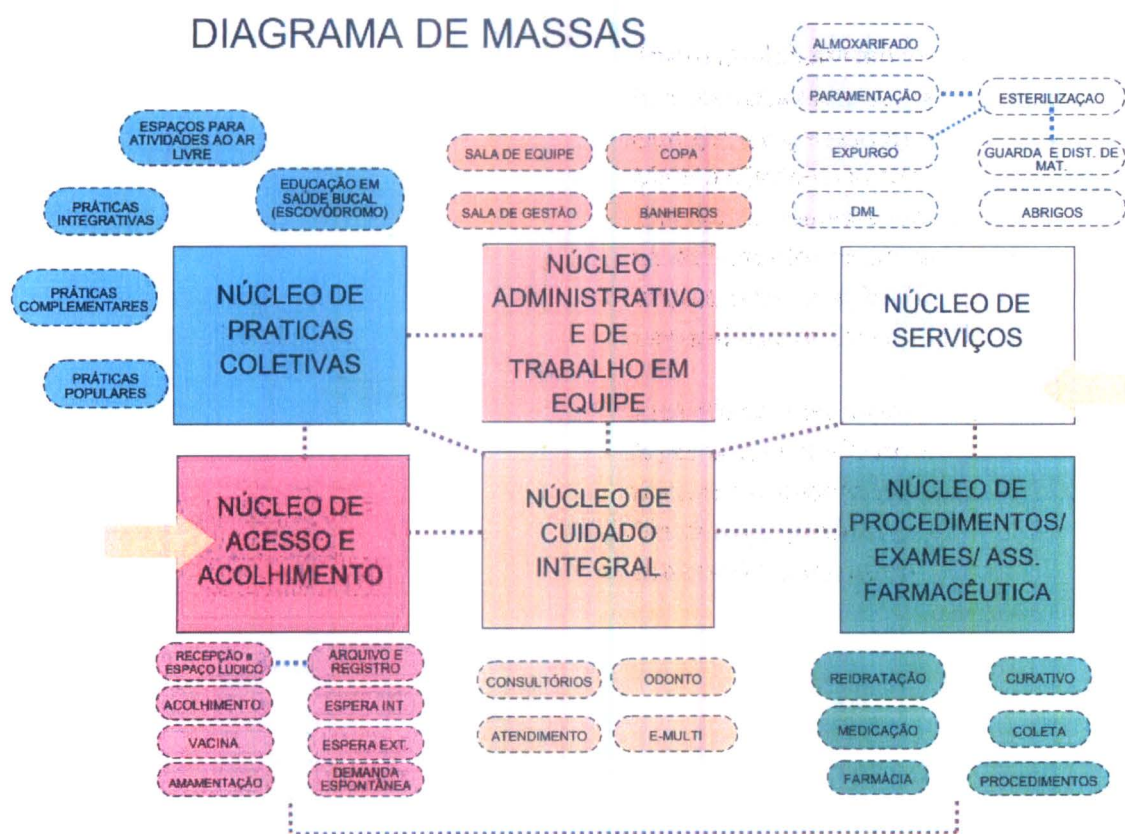 DIAGRAMA DE MASSAS
ALMOXARIFADO
PARAMENTAÇÃO
ESTERILIZAÇAO
EXPURGO
GUARDA E DIST. DE
MAT.
DML
ABRIGOS
ESPAÇOS PARA
ATIVIDADES AO AR
LIVRE
EDUCAÇÃO EM
SAÚDE BUCAL
(ESCOVÓDROMO)
PRÁTICAS
INTEGRATIVAS
PRÁTICAS
COMPLEMENTARES
PRÁTICAS
POPULARES
SALA DE EQUIPE
COPA
SALA DE GESTÃO
BANHEIROS
NÚCLEO DE
PRATICAS
COLETIVAS
NÚCLEO
ADMINISTRATIVO
E DE
TRABALHO EM
EQUIPE
NÚCLEO DE
SERVIÇOS
NÚCLEO DE
ACESSO E
ACOLHIMENTO
NÚCLEO DE
CUIDADO
INTEGRAL
NÚCLEO DE
PROCEDIMENTOS/
EXAMES/ ASS.
FARMACÊUTICA
RECEPÇÃO e
ESPAÇO LÚDICO
ARQUIVO E
REGISTRO
ACOLHIMENTO
ESPERA INT
VACINA
ESPERA EXT.
AMAMENTAÇÃO
DEMANDA
ESPONTÂNEA
CONSULTÓRIOS
ODONTO
ATENDIMENTO
E-MULTI
REIDRATAÇÃO
CURATIVO
MEDICAÇÃO
COLETA
FARMÁCIA
PROCEDIMENTOS